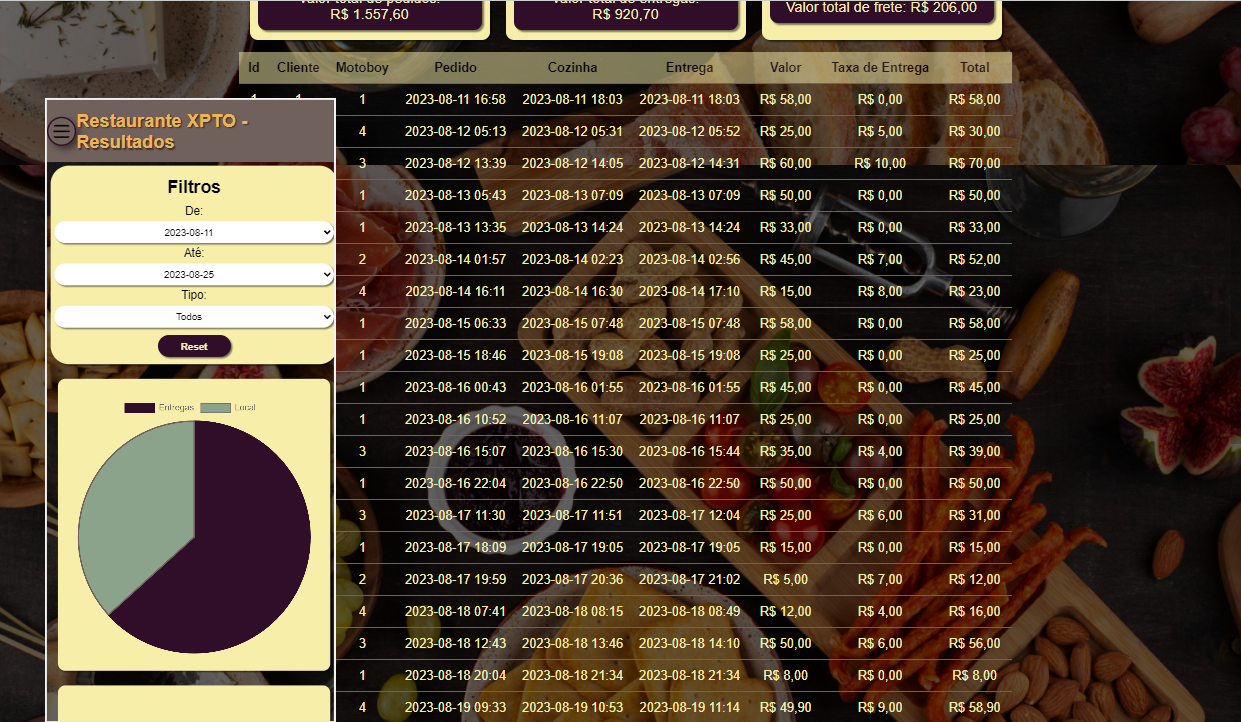 Valor total de pedidos:
R$ 1.557,60
Valor total de entregas:
R$ 920,70
Valor total de frete: R$ 206,00
Id Cliente Motoboy Pedido Cozinha Entrega Valor Taxa de Entrega Total
1 1 1 2023-08-11 16:58 2023-08-11 18:03 2023-08-11 18:03 R$ 58,00 R$ 0,00 R$ 58,00
4 2023-08-12 05:13 2023-08-12 05:31 2023-08-12 05:52 R$ 25,00 R$ 5,00 R$ 30,00
3 2023-08-12 13:39 2023-08-12 14:05 2023-08-12 14:31 R$ 60,00 R$ 10,00 R$ 70,00
1 2023-08-13 05:43 2023-08-13 07:09 2023-08-13 07:09 R$ 50,00 R$ 0,00 R$ 50,00
1 2023-08-13 13:35 2023-08-13 14:24 2023-08-13 14:24 R$ 33,00 R$ 0,00 R$ 33,00
2 2023-08-14 01:57 2023-08-14 02:23 2023-08-14 02:56 R$ 45,00 R$ 7,00 R$ 52,00
4 2023-08-14 16:11 2023-08-14 16:30 2023-08-14 17:10 R$ 15,00 R$ 8,00 R$ 23,00
1 2023-08-15 06:33 2023-08-15 07:48 2023-08-15 07:48 R$ 58,00 R$ 0,00 R$ 58,00
1 2023-08-15 18:46 2023-08-15 19:08 2023-08-15 19:08 R$ 25,00 R$ 0,00 R$ 25,00
1 2023-08-16 00:43 2023-08-16 01:55 2023-08-16 01:55 R$ 45,00 R$ 0,00 R$ 45,00
1 2023-08-16 10:52 2023-08-16 11:07 2023-08-16 11:07 R$ 25,00 R$ 0,00 R$ 25,00
3 2023-08-16 15:07 2023-08-16 15:30 2023-08-16 15:44 R$ 35,00 R$ 4,00 R$ 39,00
1 2023-08-16 22:04 2023-08-16 22:50 2023-08-16 22:50 R$ 50,00 R$ 0,00 R$ 50,00
3 2023-08-17 11:30 2023-08-17 11:51 2023-08-17 12:04 R$ 25,00 R$ 6,00 R$ 31,00
1 2023-08-17 18:09 2023-08-17 19:05 2023-08-17 19:05 R$ 15,00 R$ 0,00 R$ 15,00
2 2023-08-17 19:59 2023-08-17 20:36 2023-08-17 21:02 R$ 5,00 R$ 7,00 R$ 12,00
4 2023-08-18 07:41 2023-08-18 08:15 2023-08-18 08:49 R$ 12,00 R$ 4,00 R$ 16,00
3 2023-08-18 12:43 2023-08-18 13:46 2023-08-18 14:10 R$ 50,00 R$ 6,00 R$ 56,00
1 2023-08-18 20:04 2023-08-18 21:34 2023-08-18 21:34 R$ 8,00 R$ 0,00 R$ 8,00
4 2023-08-19 09:33 2023-08-19 10:53 2023-08-19 11:14 R$ 49,90 R$ 9,00 R$ 58,90
Restaurante XPTO -
Resultados
Filtros
De:
2023-08-11
Até:
2023-08-25
Tipo:
Todos
Reset
Entregas Local